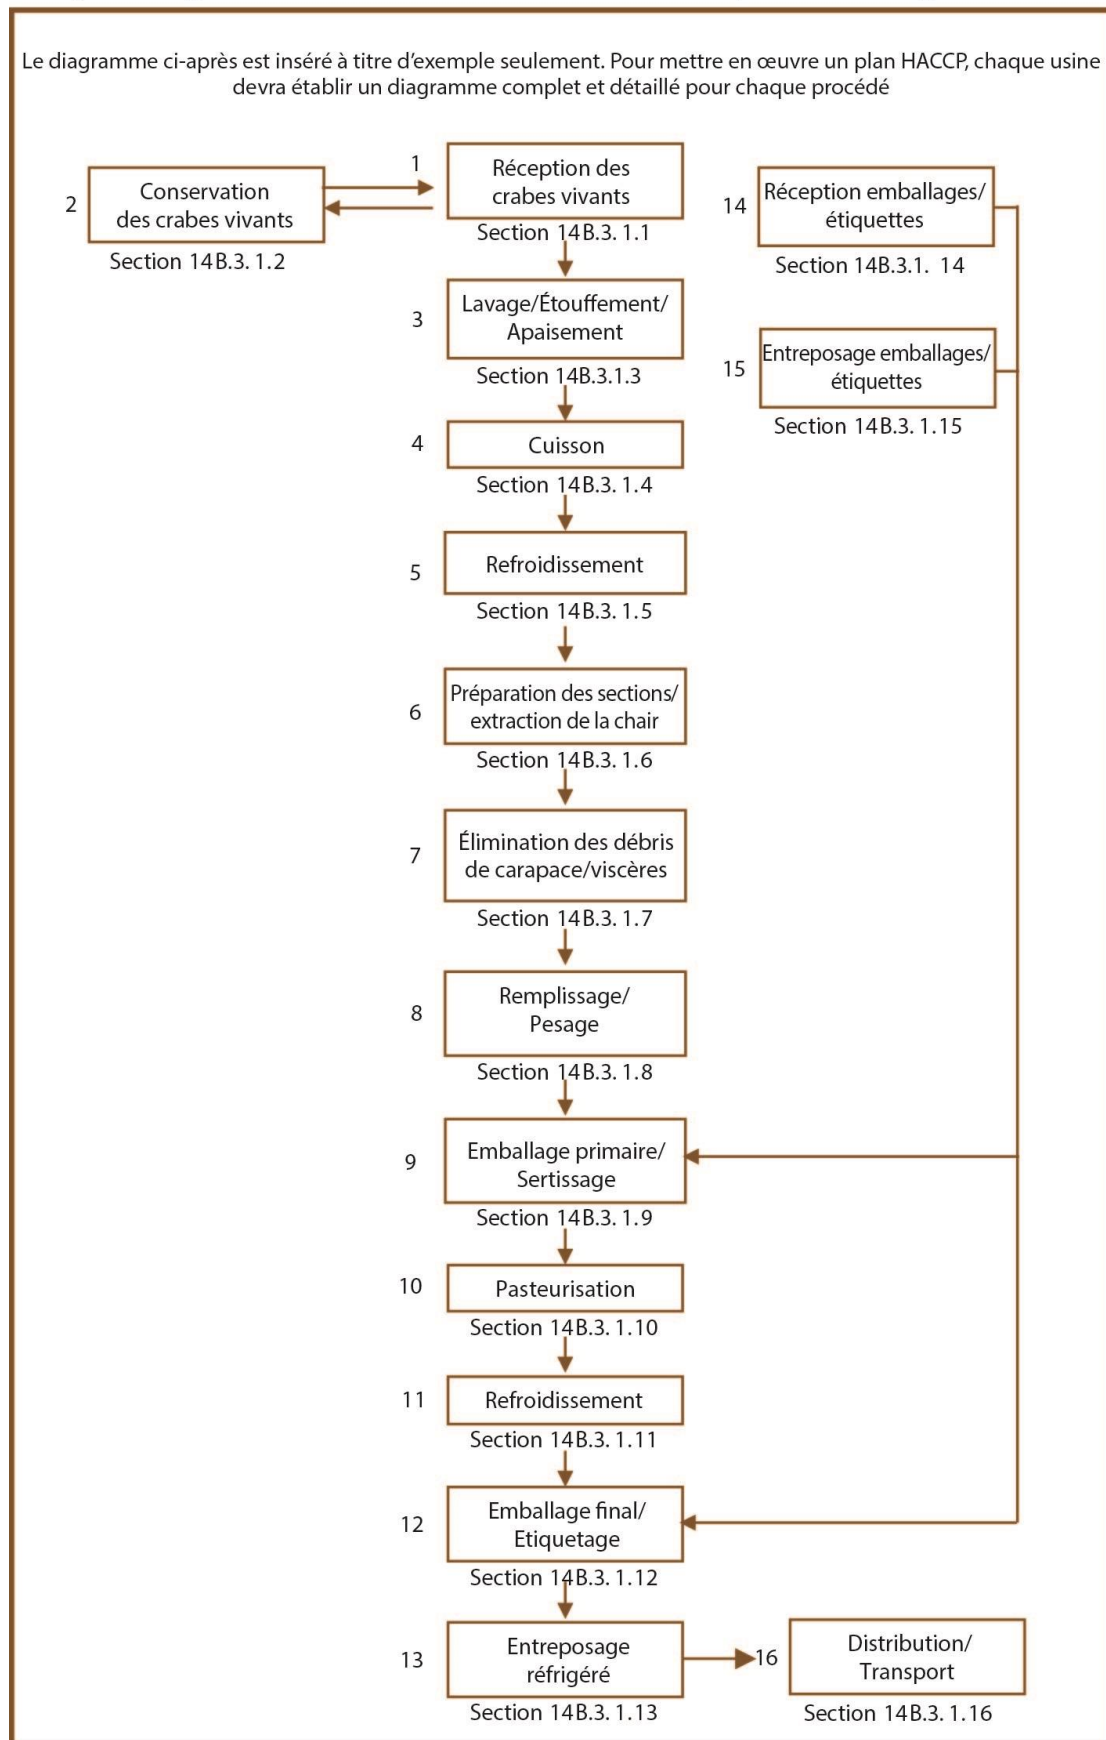 Le diagramme ci-après est inséré à titre d’exemple seulement. Pour mettre en œuvre un plan HACCP, chaque usine
devra établir un diagramme complet et détaillé pour chaque procédé
1
Réception des
crabes vivants
Section 14B.3. 1.1
2
Conservation
des crabes vivants
Section 14B.3. 1.2
14
Réception emballages/
étiquettes
Section 14B.3.1. 14
3
Lavage/Étouffement/
Apaisement
Section 14B.3.1.3
15
Entreposage emballages/
étiquettes
Section 14B.3. 1.15
4
Cuisson
Section 14B.3. 1.4
5
Refroidissement
Section 14B.3. 1.5
6
Préparation des sections/
extraction de la chair
Section 14B.3. 1.6
7
Élimination des débris
de carapace/viscères
Section 14B.3. 1.7
8
Remplissage/
Pesage
Section 14B.3. 1.8
9
Emballage primaire/
Sertissage
Section 14B.3. 1.9
10
Pasteurisation
Section 14B.3. 1.10
11
Refroidissement
Section 14B.3. 1.11
12
Emballage final/
Etiquetage
Section 14B.3. 1.12
13
Entreposage
réfrigéré
Section 14B.3. 1.13
16
Distribution/
Transport
Section 14B.3. 1.16